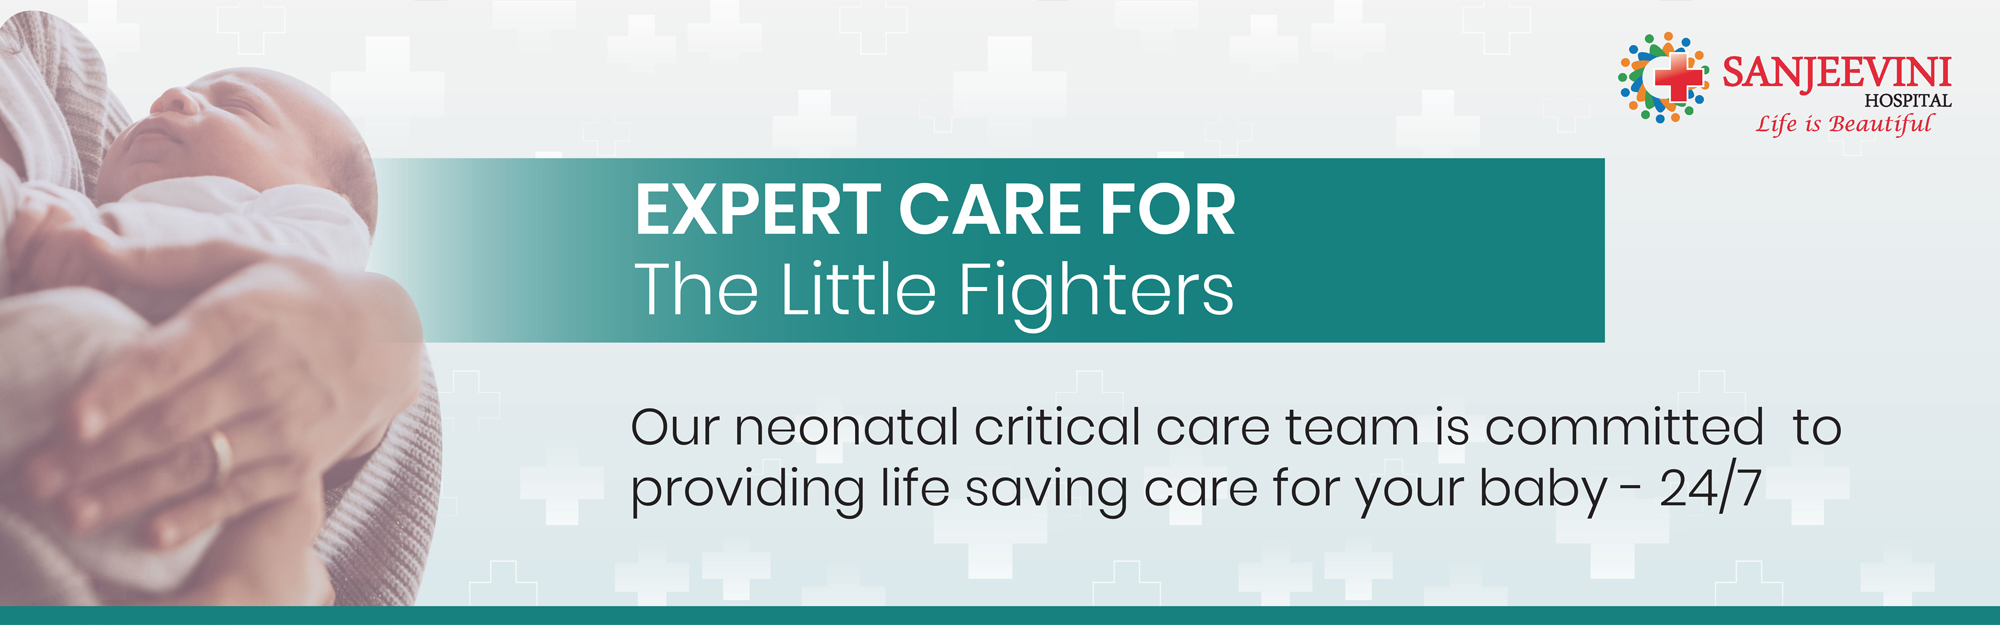 SANJEEVINI
HOSPITAL
Life is Beautiful
EXPERT CARE FOR
The Little Fighters
Our neonatal critical care team is committed  to
providing life saving care for your baby - 24/7